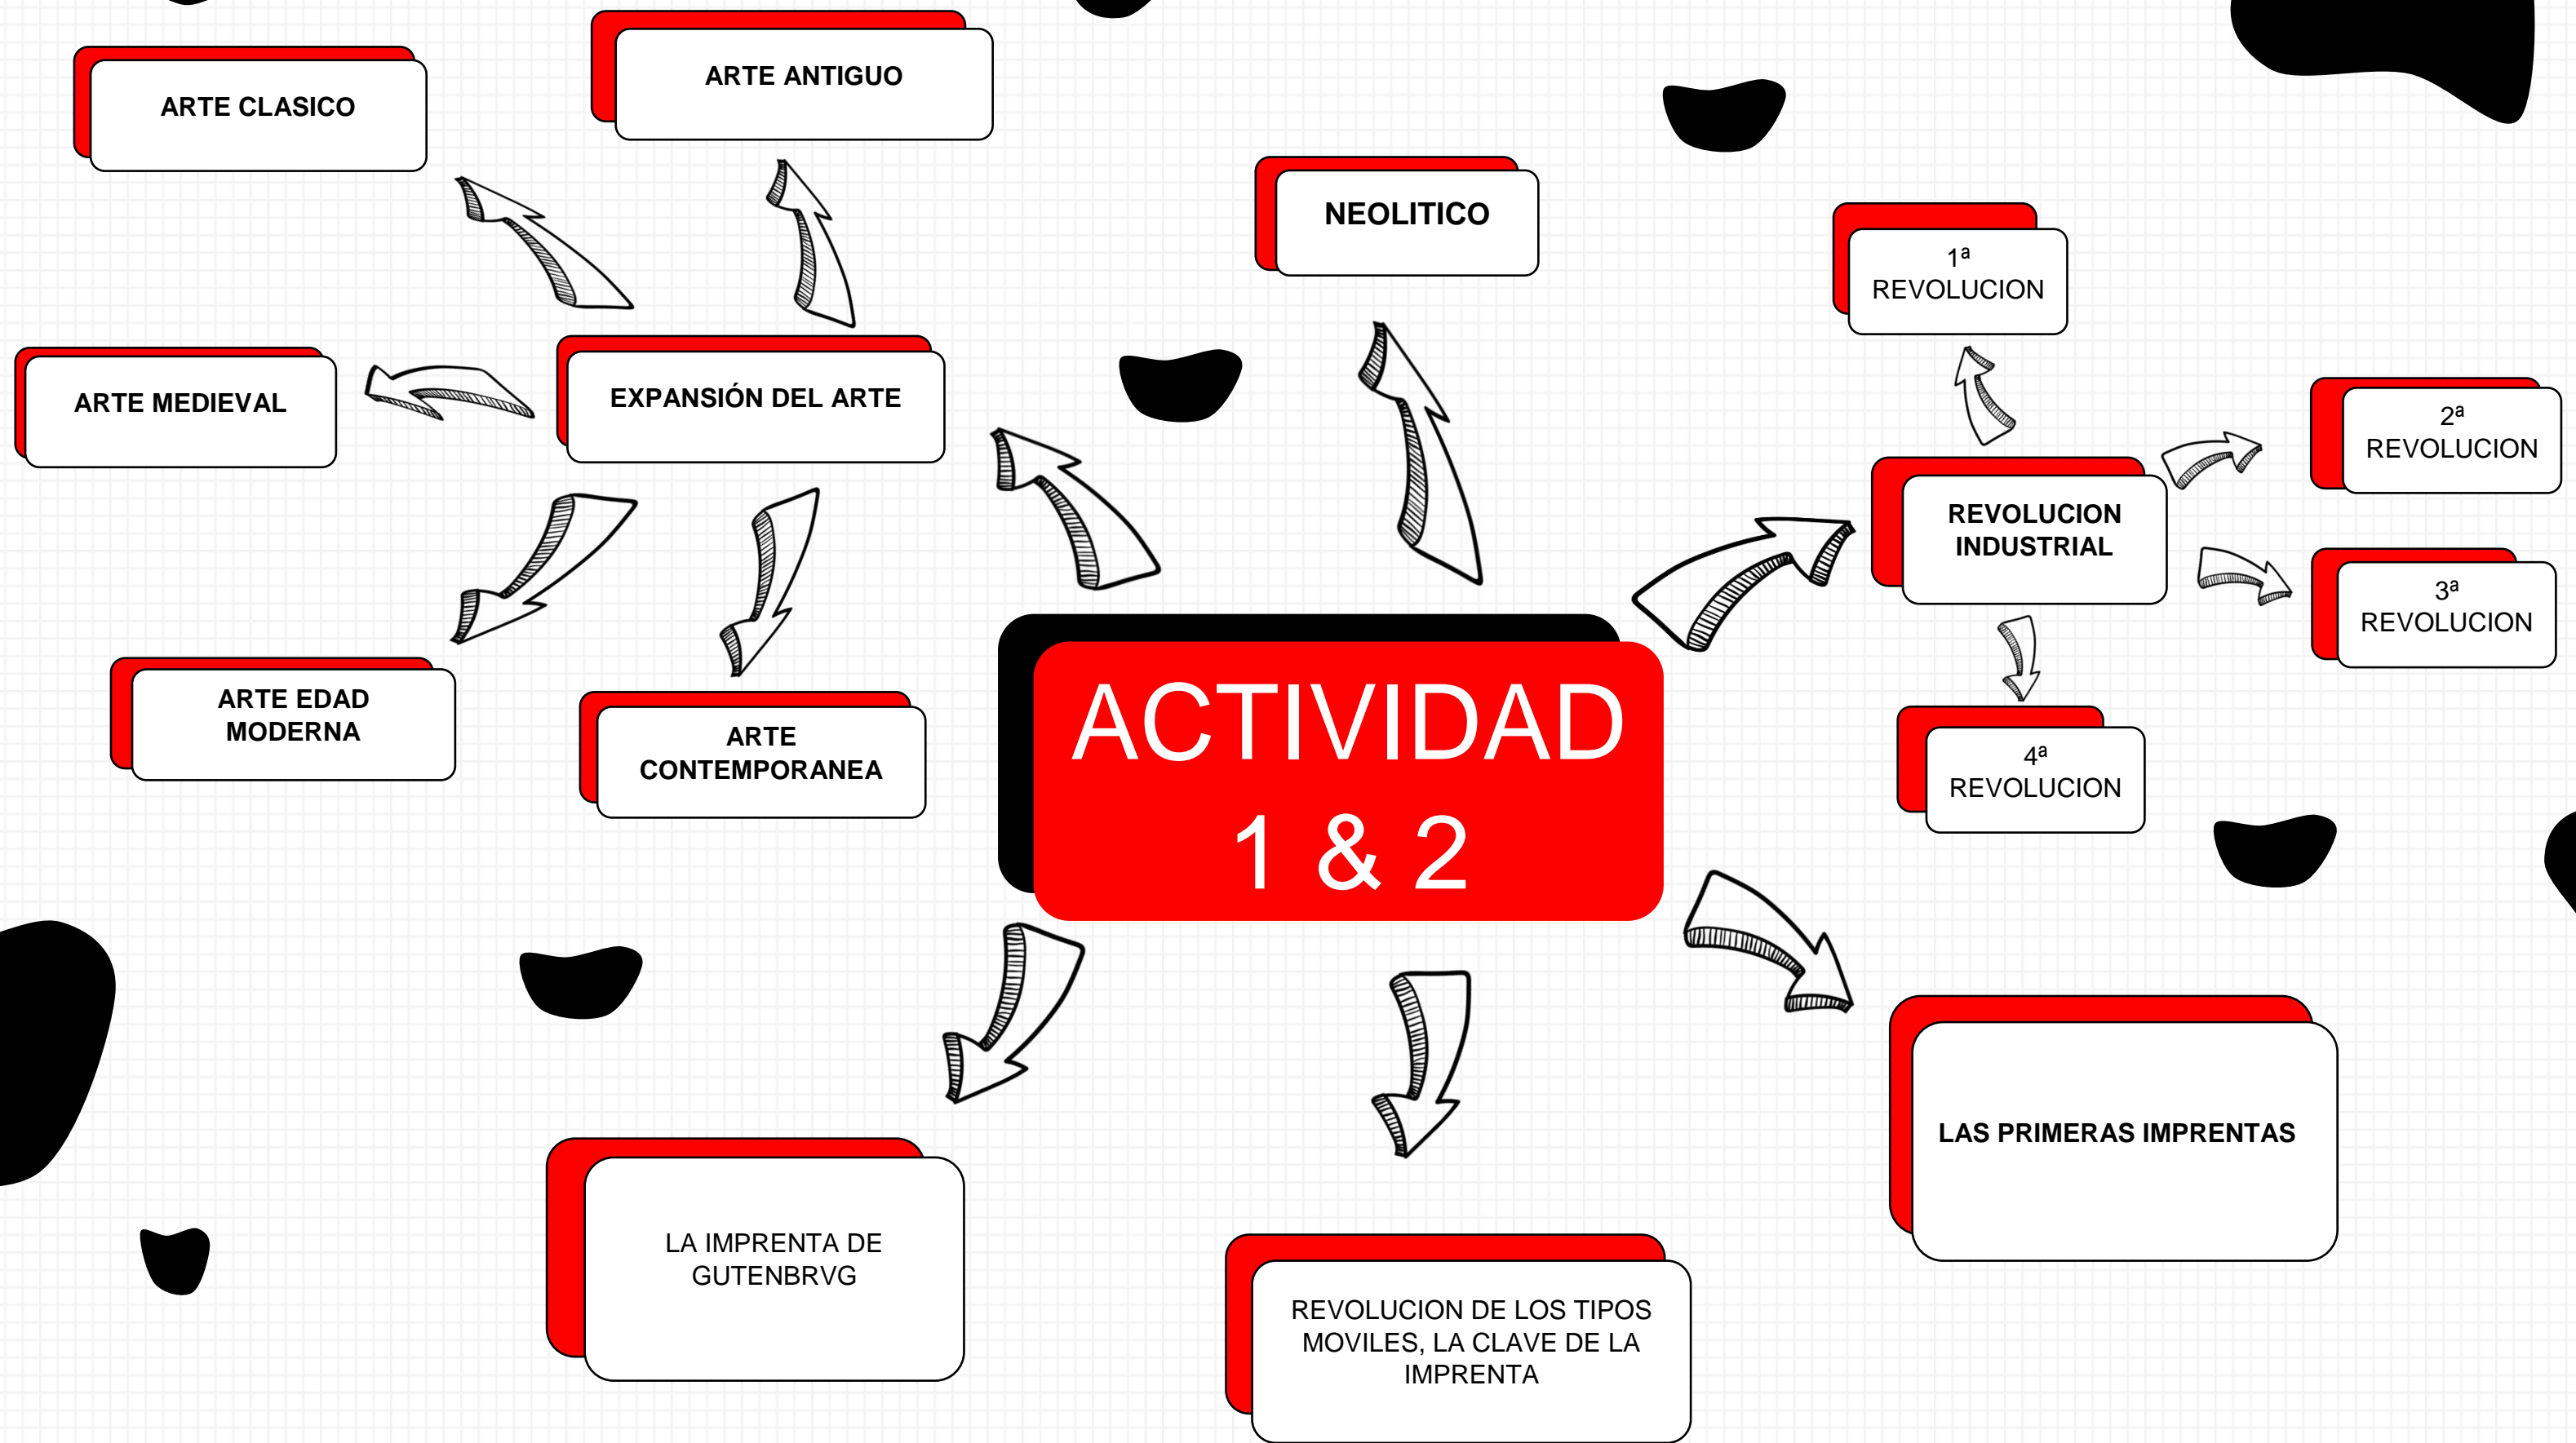 ARTE CLASICO
ARTE ANTIGUO
NEOLITICO
1ª
REVOLUCION
ARTE MEDIEVAL
EXPANSIÓN DEL ARTE
2ª
REVOLUCION
REVOLUCION
INDUSTRIAL
3ª
REVOLUCION
ARTE EDAD
MODERNA
ARTE
CONTEMPORANEA
ACTIVIDAD
1 & 2
4ª
REVOLUCION
LAS PRIMERAS IMPRENTAS
LA IMPRENTA DE
GUTENBRVG
REVOLUCION DE LOS TIPOS
MOVILES, LA CLAVE DE LA
IMPRENTA